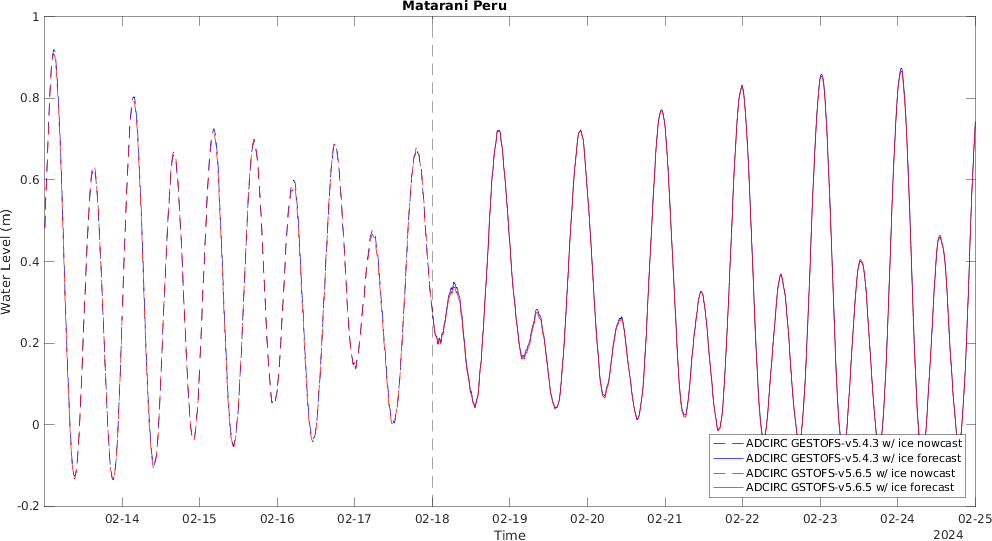 Matarani Peru
1
0.8
0.6
0.4
0.2
0
-0.2
Water Level (m)
02-14 02-15 02-16 02-17 02-18 02-19 02-20 02-21 02-22 02-23 02-24 02-25
Time
2024
ADCIRC GESTOFS-v5.4.3 w/ ice nowcast
ADCIRC GESTOFS-v5.4.3 w/ ice forecast
ADCIRC GSTOFS-v5.6.5 w/ ice nowcast
ADCIRC GSTOFS-v5.6.5 w/ ice forecast